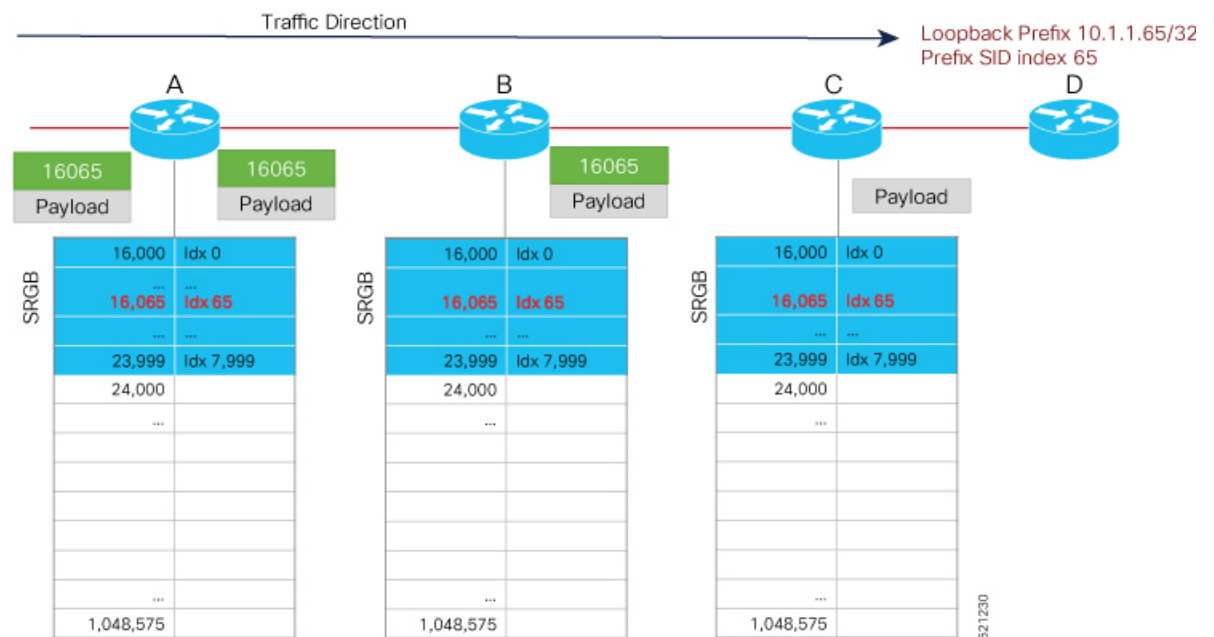 Traffic Direction
Loopback Prefix 10.1.1.65/32
Prefix SID index 65
A
B
C
D
16065
Payload
16065
Payload
16065
Payload
Payload
SRGB
16,000 Idx 0
... ...
16,065 Idx 65
... ...
23,999 Idx 7,999
24,000
...
...
1,048,575
SRGB
16,000 Idx 0
16,065 Idx 65
... ...
23,999 Idx 7,999
24,000
...
...
1,048,575
SRGB
16,000 Idx 0
16,065 Idx 65
... ...
23,999 Idx 7,999
24,000
...
...
1,048,575
521230